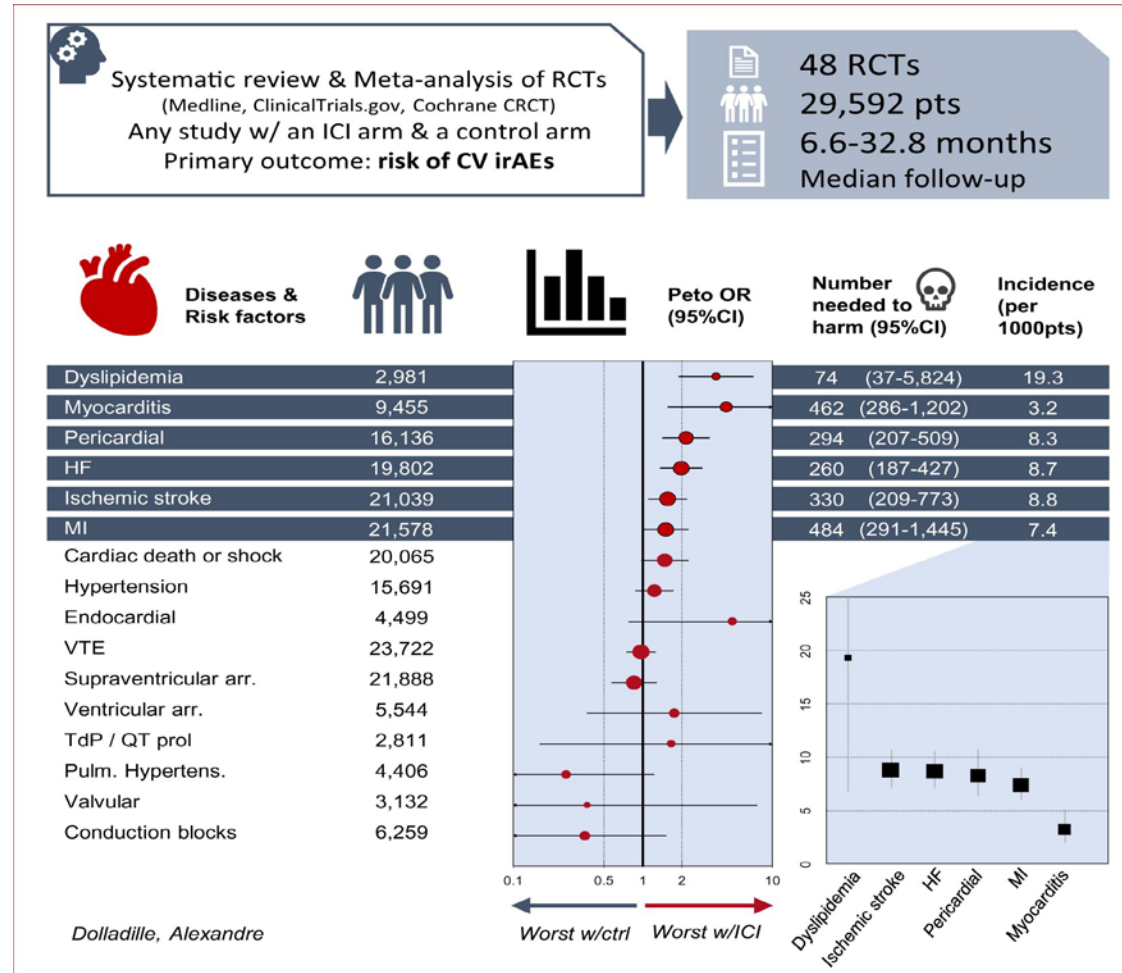 Systematic review & Meta-analysis of RCTs
(Medline, ClinicalTrials.gov, Cochrane CRCT)
Any study w/ an ICI arm & a control arm
Primary outcome: risk of CV irAEs
48 RCTs
29,592 pts
6.6-32.8 months
Median follow-up
Diseases &
Risk factors
Peto OR
(95%CI)
Number
needed to
harm (95%CI)
Incidence
(per
1000pts)
Dyslipidemia 2,981 74 (37-5,824) 19.3
Myocarditis 9,455 462 (286-1,202) 3.2
Pericardial 16,136 294 (207-509) 8.3
HF 19,802 260 (187-427) 8.7
Ischemic stroke 21,039 330 (209-773) 8.8
MI 21,578 484 (291-1,445) 7.4
Cardiac death or shock 20,065
Hypertension 15,691
Endocardial 4,499
VTE 23,722
Supraventricular arr. 21,888
Ventricular arr. 5,544
TdP / QT prol 2,811
Pulm. Hypertens. 4,406
Valvular 3,132
Conduction blocks 6,259
0.1 0.5 1 2 10
Worst w/ctrl Worst w/ICI
25
20
15
10
5
0
Dyslipidemia
Ischemic stroke
HF
Pericardial
MI
Myocarditis
Dolladille, Alexandre